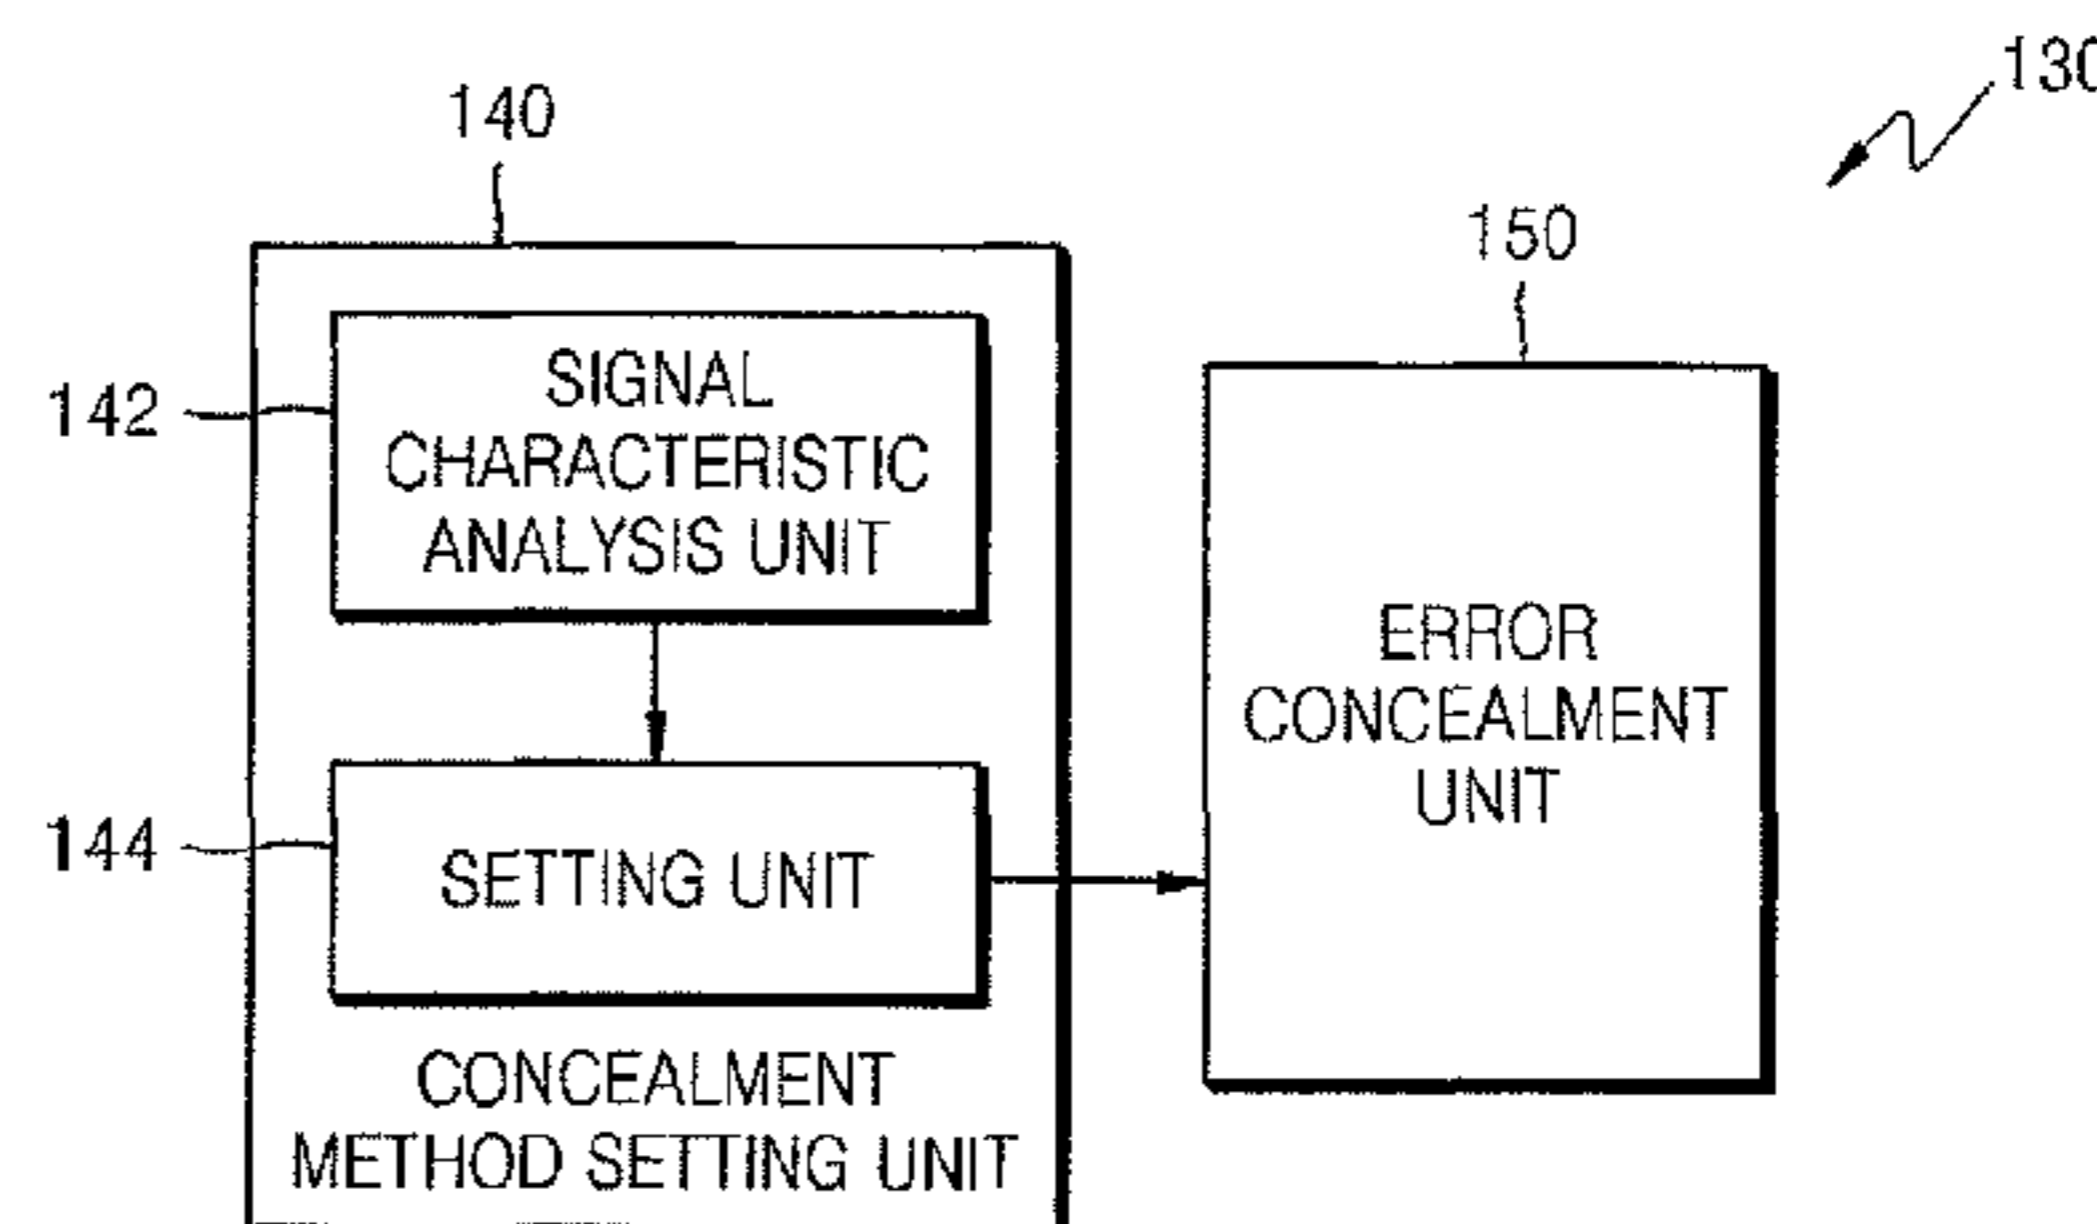 130
140
150
142
SIGNAL
CHARACTERISTIC
ANALYSIS UNIT
144
SETTING UNIT
ERROR
CONCEALMENT
UNIT
CONCEALMENT
METHOD SETTING UNIT